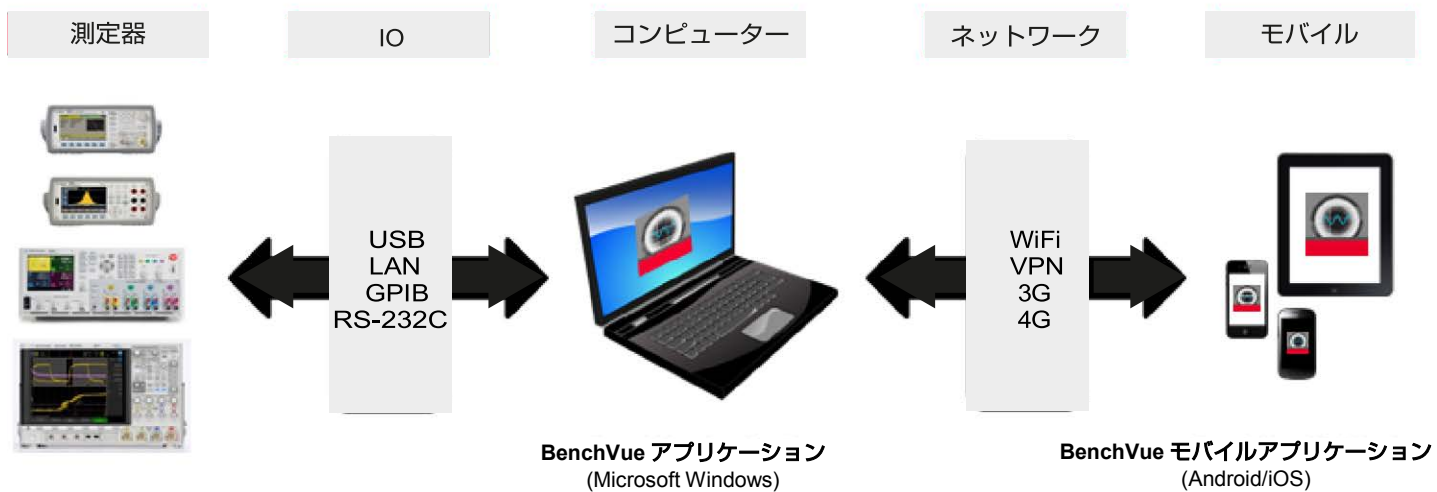 測定器
IO
コンピューター
ネットワーク
モバイル
USB
LAN
GPIB
RS-232C
WiFi
VPN
3G
4G
BenchVue アプリケーション
(Microsoft Windows)
BenchVue モバイルアプリケーション
(Android/iOS)